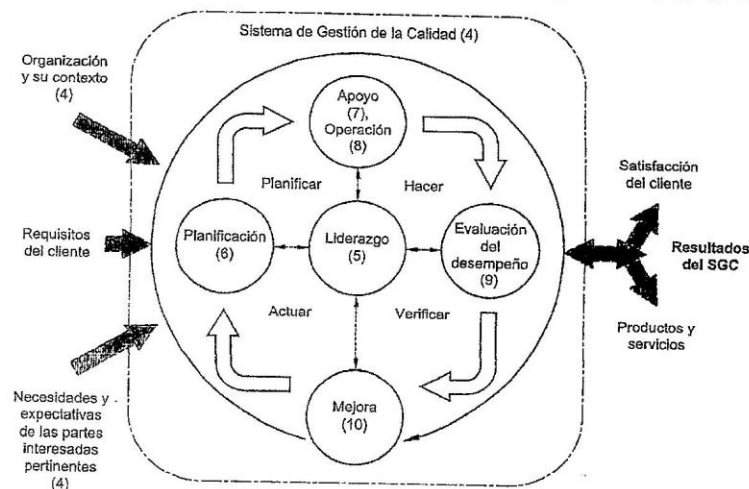 Sistema de Gestión de la Calidad (4)
Organización
y su contexto
(4)
Apoyo
(7),
Operación
(8)
Planificar
Hacer
Satisfacción
del cliente
Requisitos
del cliente
Planificación
(6)
Liderazgo
(5)
Evaluación
del
desempeño
(9)
Resultados
del SGC
Actuar
Verificar
Productos y
servicios
Necesidades y
expectativas
de las partes
interesadas
pertinentes
(4)
Mejora
(10)